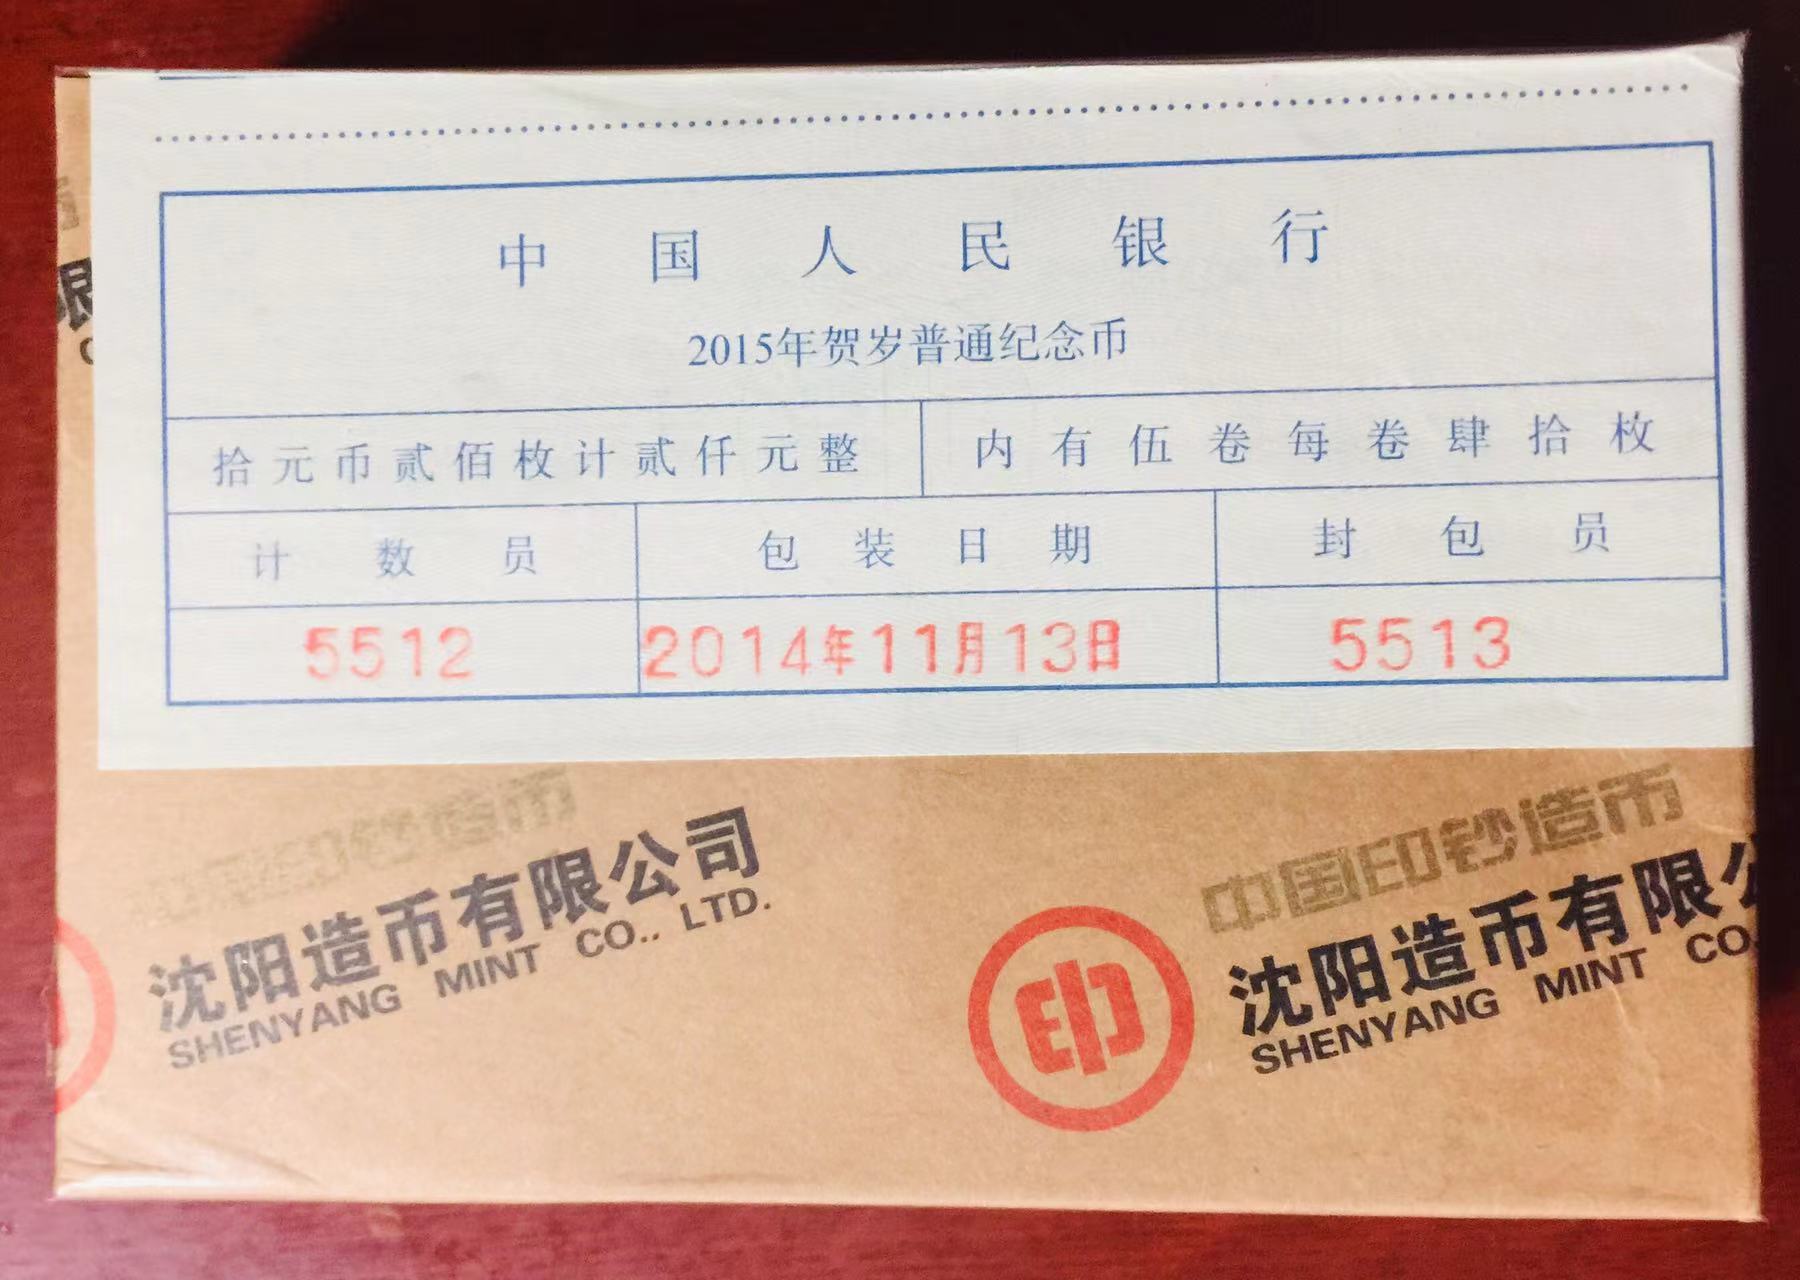 中国人民银行
2015年贺岁普通纪念币
拾元币贰佰枚计贰仟元整 内有伍卷每卷肆拾枚
计数员 包装日期 封包员
5512 2014年11月13日 5513
限
C
中国印钞造币
沈阳造币有限公司
SHENYANG MINT CO., LTD.
印
中国印钞造币
沈阳造币有限公
SHENYANG MINT CO.